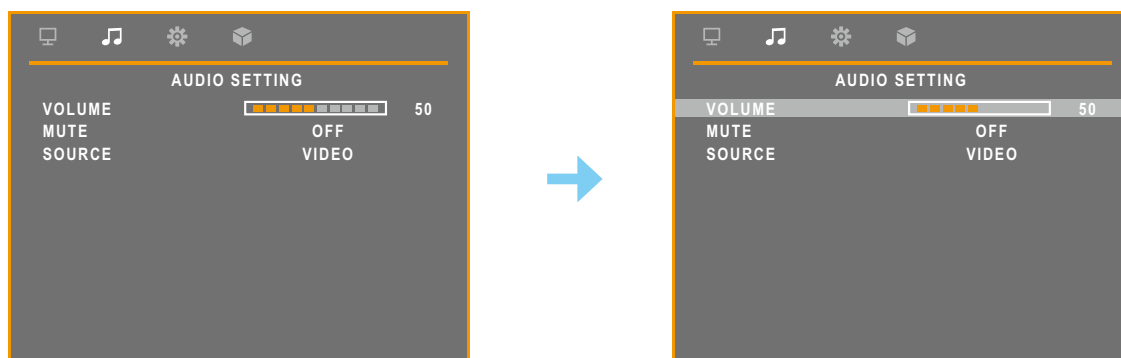 AUDIO SETTING
VOLUME 50
MUTE OFF
SOURCE VIDEO
AUDIO SETTING
VOLUME 50
MUTE OFF
SOURCE VIDEO